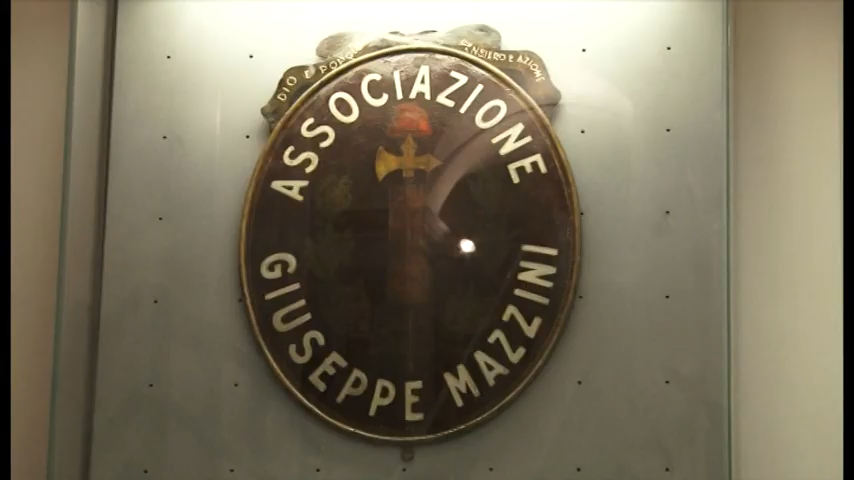 DIO E POPOLO
PENSIERO E AZIONE
ASSOCIAZIONE
GIUSEPPE MAZZINI